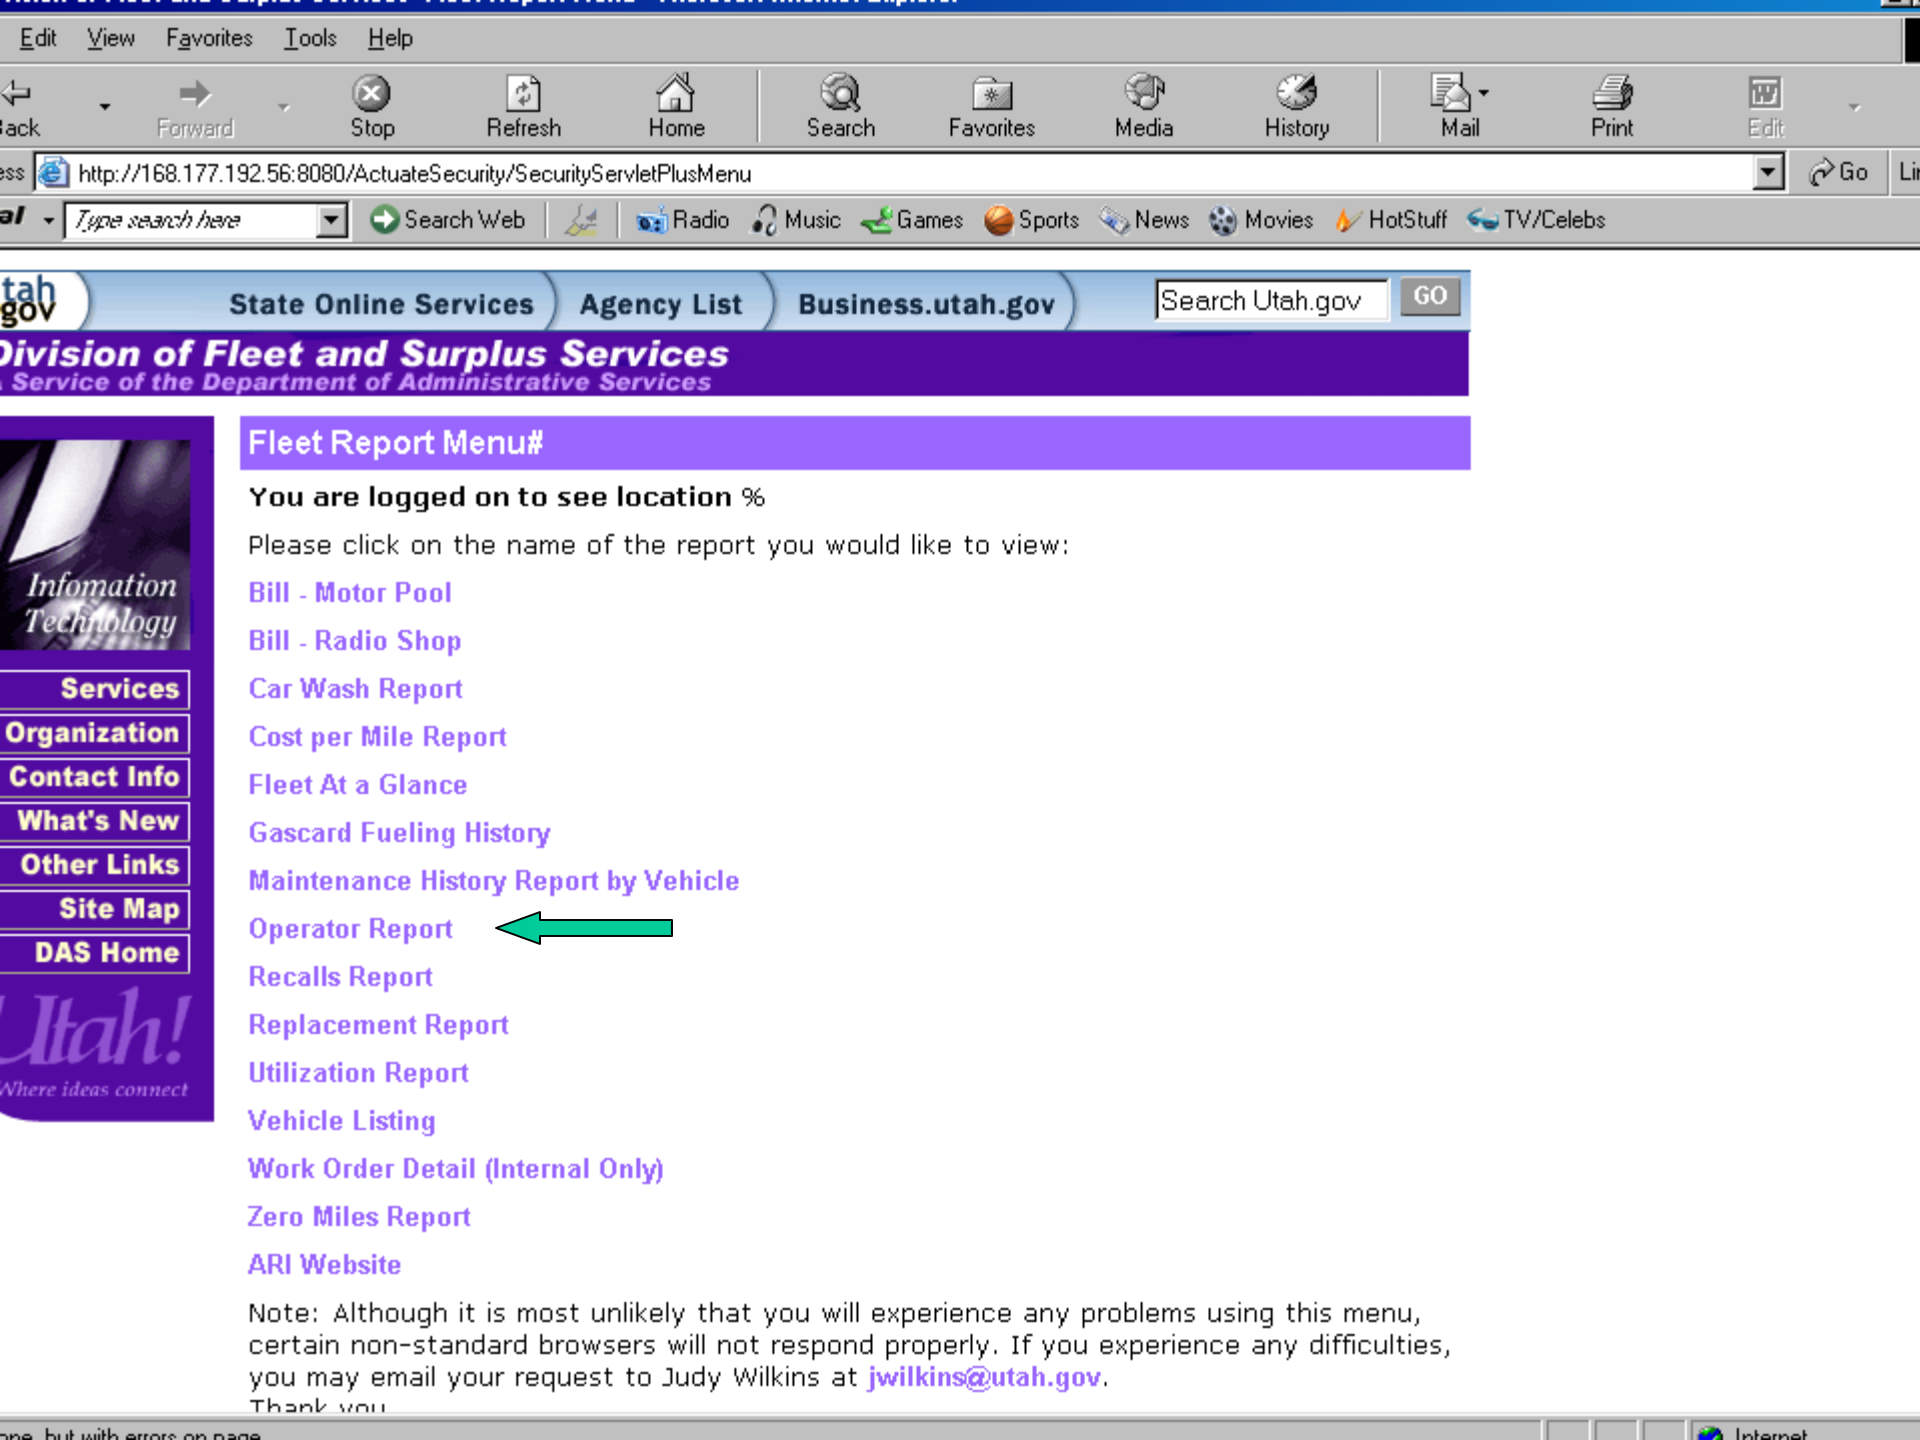 Edit View Favorites Tools Help
Forward Stop Refresh Home Search Favorites Media History Mail Print Edit
http://168.177.192.56:8080/ActuateSecurity/SecurityServletPlusMenu Go
Type search here Search Web Radio Music Games Sports News Movies HotStuff TV/Celebs
State Online Services Agency List Business.utah.gov Search Utah.gov GO
gov
Division of Fleet and Surplus Services
Service of the Department of Administrative Services
Infomation
Technology
Services
Organization
Contact Info
What's New
Other Links
Site Map
DAS Home
Utah!
Where ideas connect
Fleet Report Menu#
You are logged on to see location %
Please click on the name of the report you would like to view:
Bill - Motor Pool
Bill - Radio Shop
Car Wash Report
Cost per Mile Report
Fleet At a Glance
Gascard Fueling History
Maintenance History Report by Vehicle
Operator Report
Recalls Report
Replacement Report
Utilization Report
Vehicle Listing
Work Order Detail (Internal Only)
Zero Miles Report
ARI Website
Note: Although it is most unlikely that you will experience any problems using this menu,
certain non-standard browsers will not respond properly. If you experience any difficulties,
you may email your request to Judy Wilkins at jwilkins@utah.gov.
Thank you
but with errors on page Internet